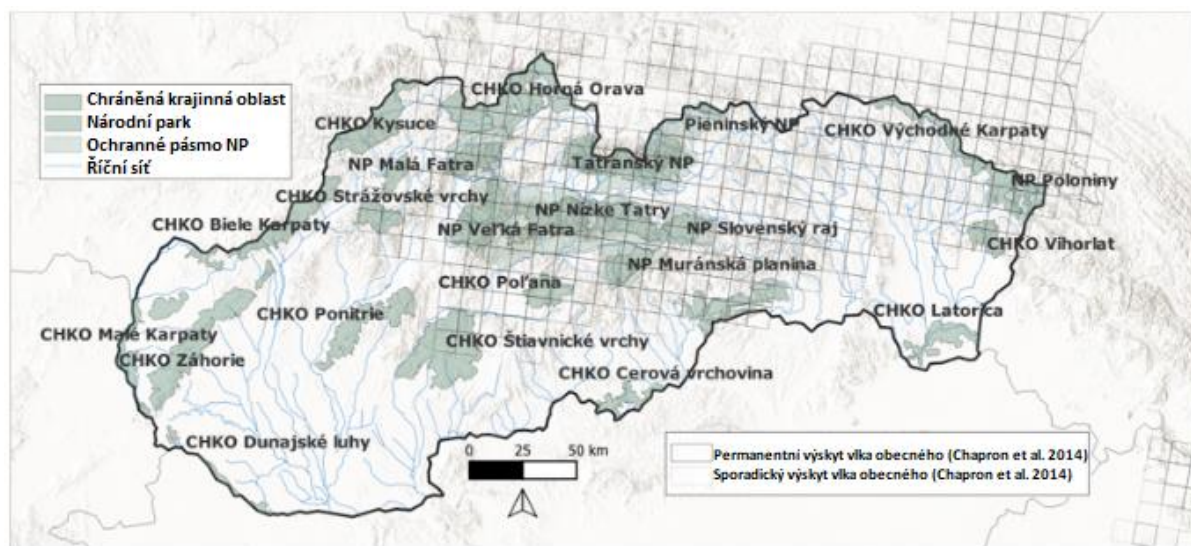 Chráněná krajinná oblast
Národní park
Ochranné pásmo NP
Říční síť
CHKO Horná Orava
CHKO Kysuce
Pieninský NP
CHKO Východné Karpaty
NP Malá Fatra
Tatranský NP
NP Poloniny
CHKO Strážovské vrchy
NP Nízke Tatry
CHKO Biele Karpaty
NP Veľká Fatra
NP Slovenský raj
CHKO Vihorlat
NP Muránská planina
CHKO Poľana
CHKO Ponitrie
CHKO Latorica
CHKO Malé Karpaty
CHKO Štiavnické vrchy
CHKO Záhorie
CHKO Cerová vrchovina
CHKO Dunajské luhy
0 25 50 km
Permanentní výskyt vlka obecného (Chapron et al. 2014)
Sporadický výskyt vlka obecného (Chapron et al. 2014)